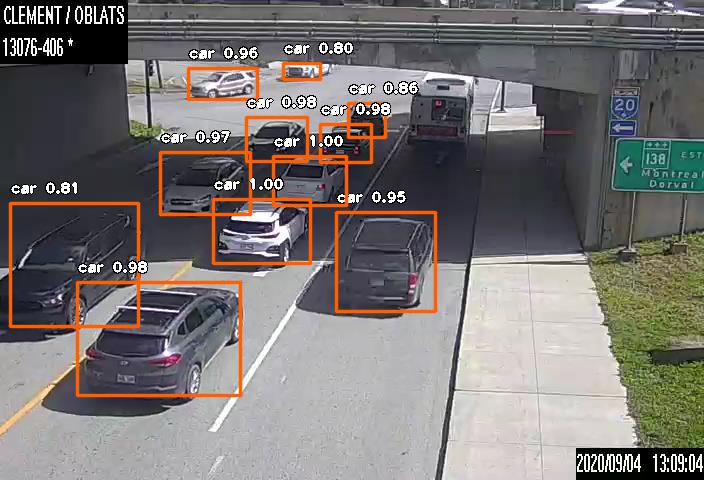 CLEMENT / OBLATS
13076-406 *
car 0.96
car 0.80
car 0.86
car 0.98
car 0.98
car 0.97
car 1.00
car 1.00
car 0.81
car 0.95
car 0.98
20
138
EST
Montreal
Dorval
2020/09/04 13:09:04